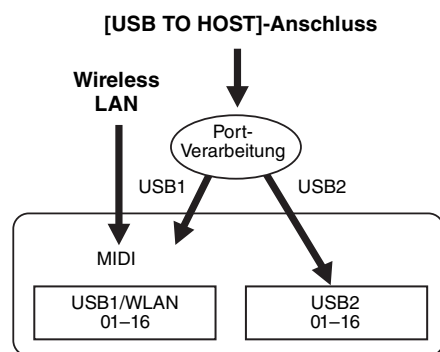 [USB TO HOST]-Anschluss
Wireless
LAN
Port-
Verarbeitung
USB1
USB2
MIDI
USB1/WLAN
01–16
USB2
01–16